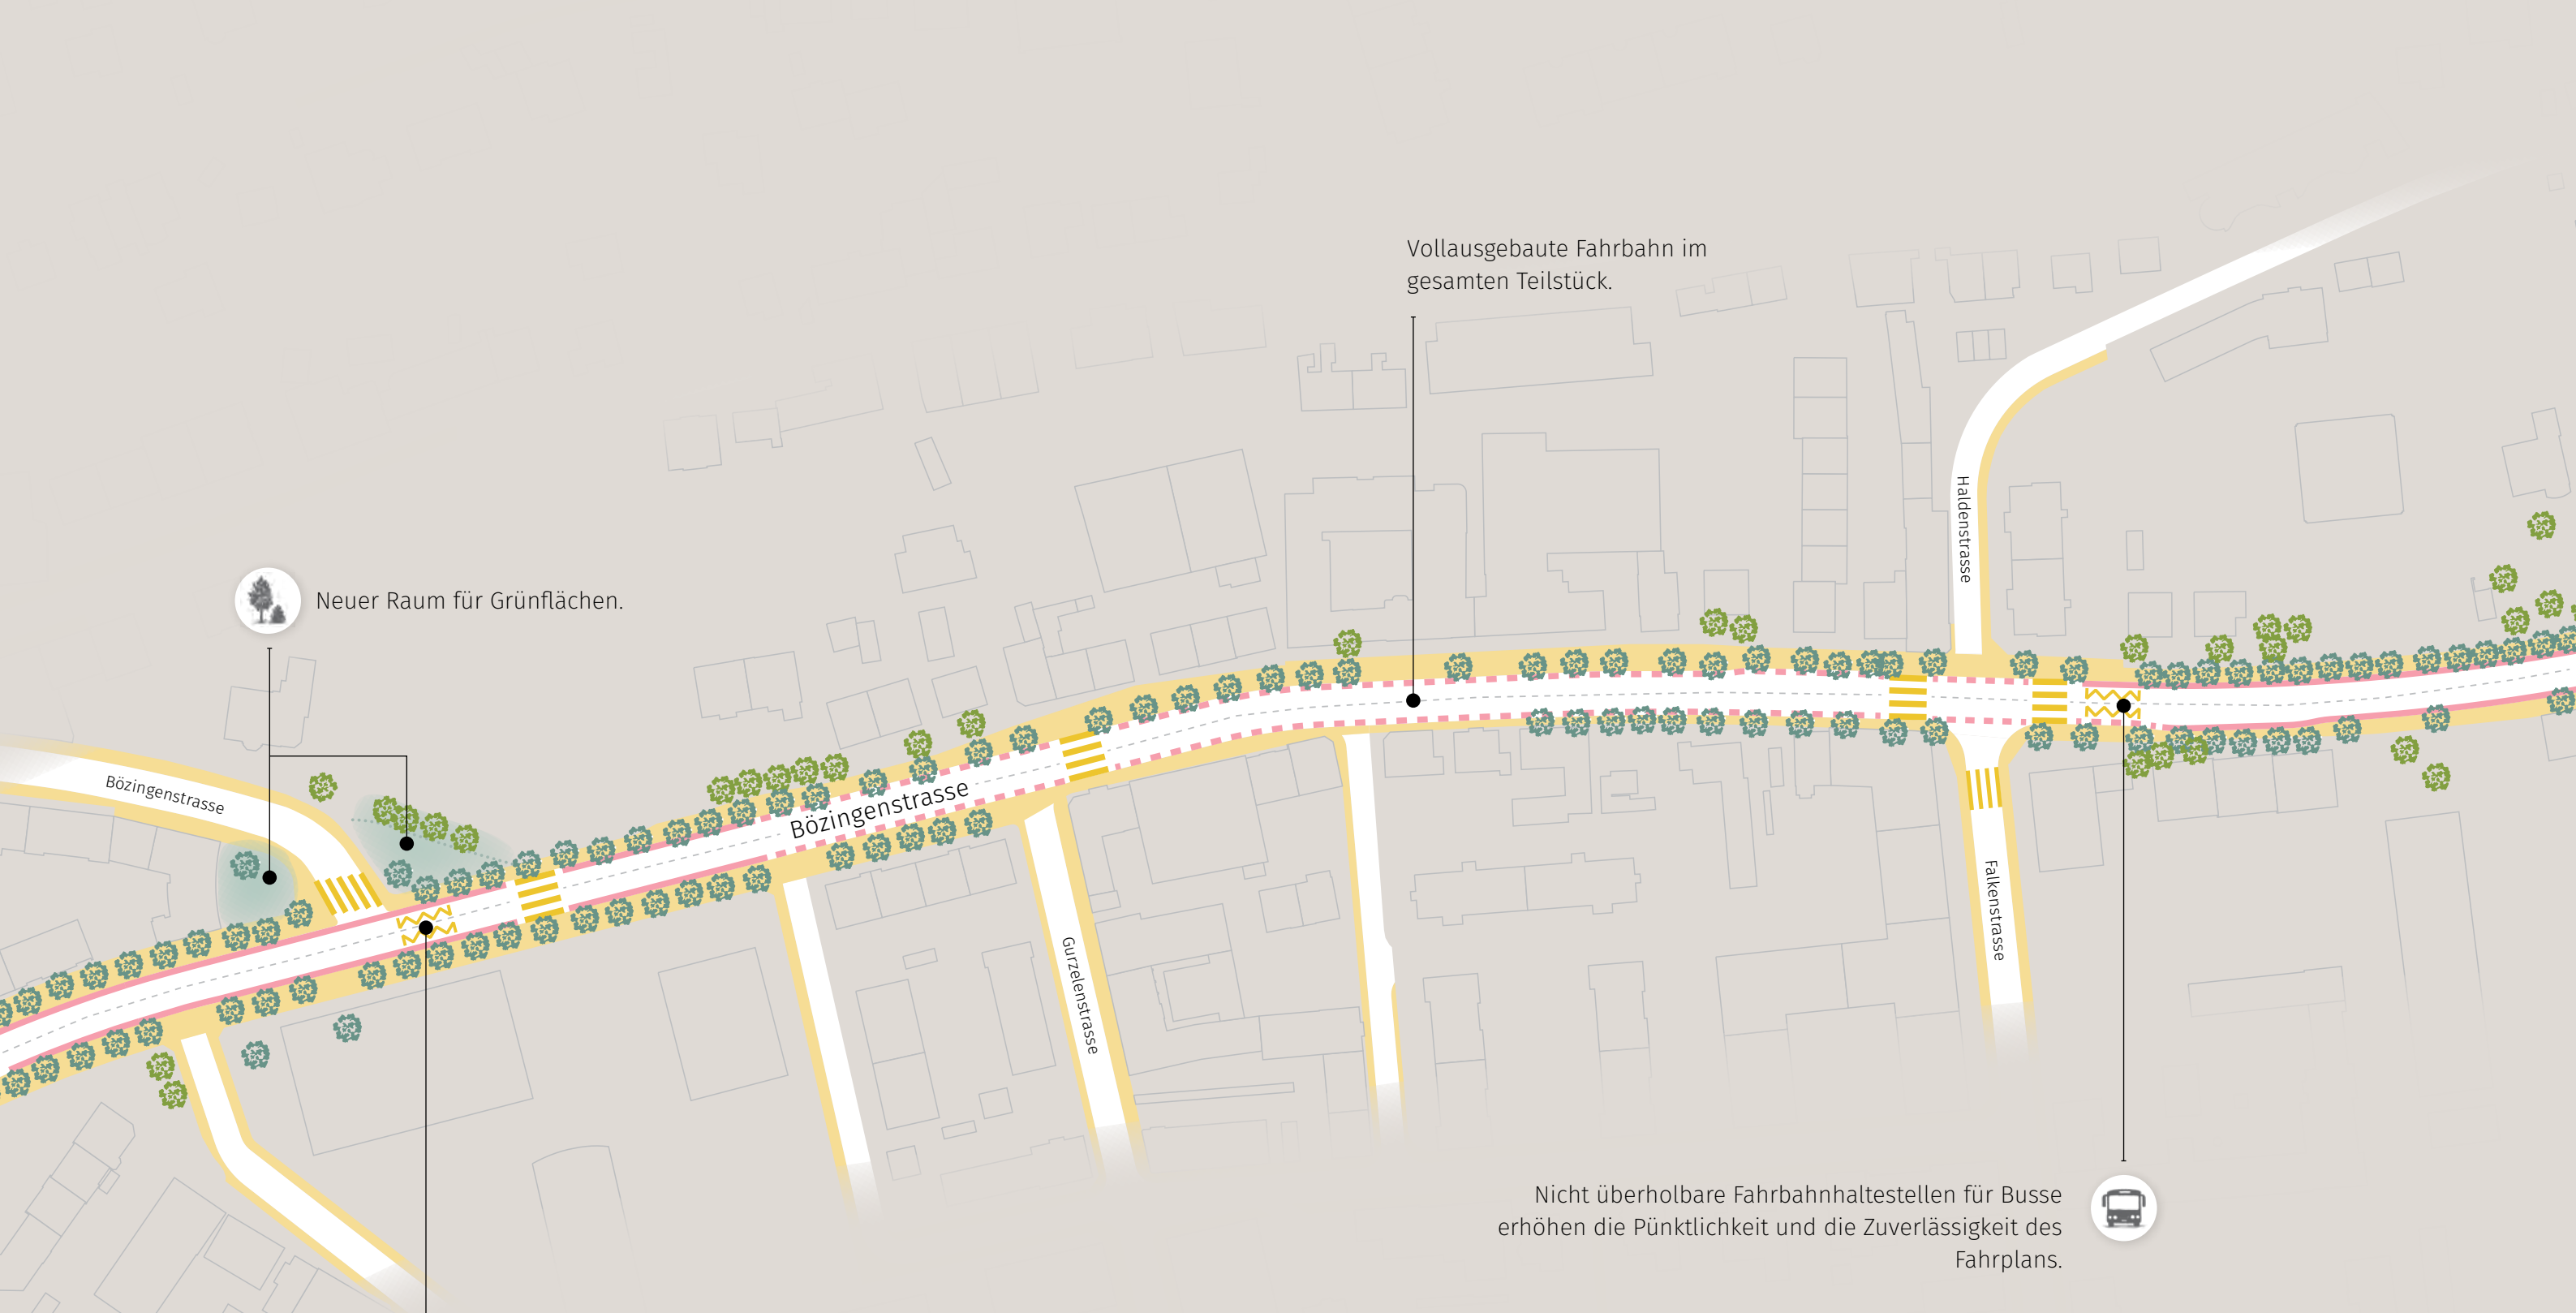 Vollausgebaute Fahrbahn im
gesamten Teilstück.
Neuer Raum für Grünflächen.
Haldenstrasse
Bözingenstrasse
Bözingenstrasse
Gurzelenstrasse
Falkenstrasse
Nicht überholbare Fahrbahnhaltestellen für Busse
erhöhen die Pünktlichkeit und die Zuverlässigkeit des
Fahrplans.